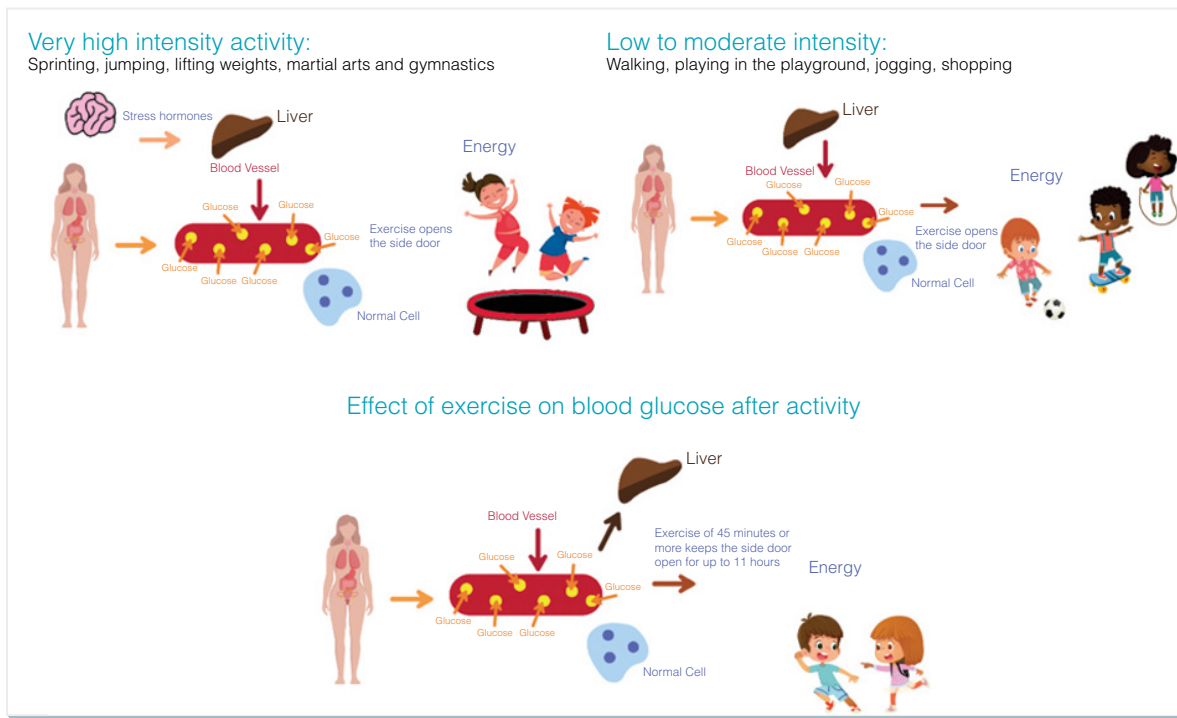 Very high intensity activity:
Sprinting, jumping, lifting weights, martial arts and gymnastics
Stress hormones
Liver
Blood Vessel
Energy
Glucose
Glucose
Exercise opens
the side door
Glucose
Glucose
Glucose
Glucose
Normal Cell
Low to moderate intensity:
Walking, playing in the playground, jogging, shopping
Liver
Blood Vessel
Energy
Glucose
Glucose
Glucose
Exercise opens
the side door
Glucose
Glucose
Glucose
Normal Cell
Effect of exercise on blood glucose after activity
Liver
Blood Vessel
Exercise of 45 minutes or
more keeps the side door
open for up to 11 hours
Energy
Glucose
Glucose
Glucose
Glucose
Glucose
Glucose
Normal Cell